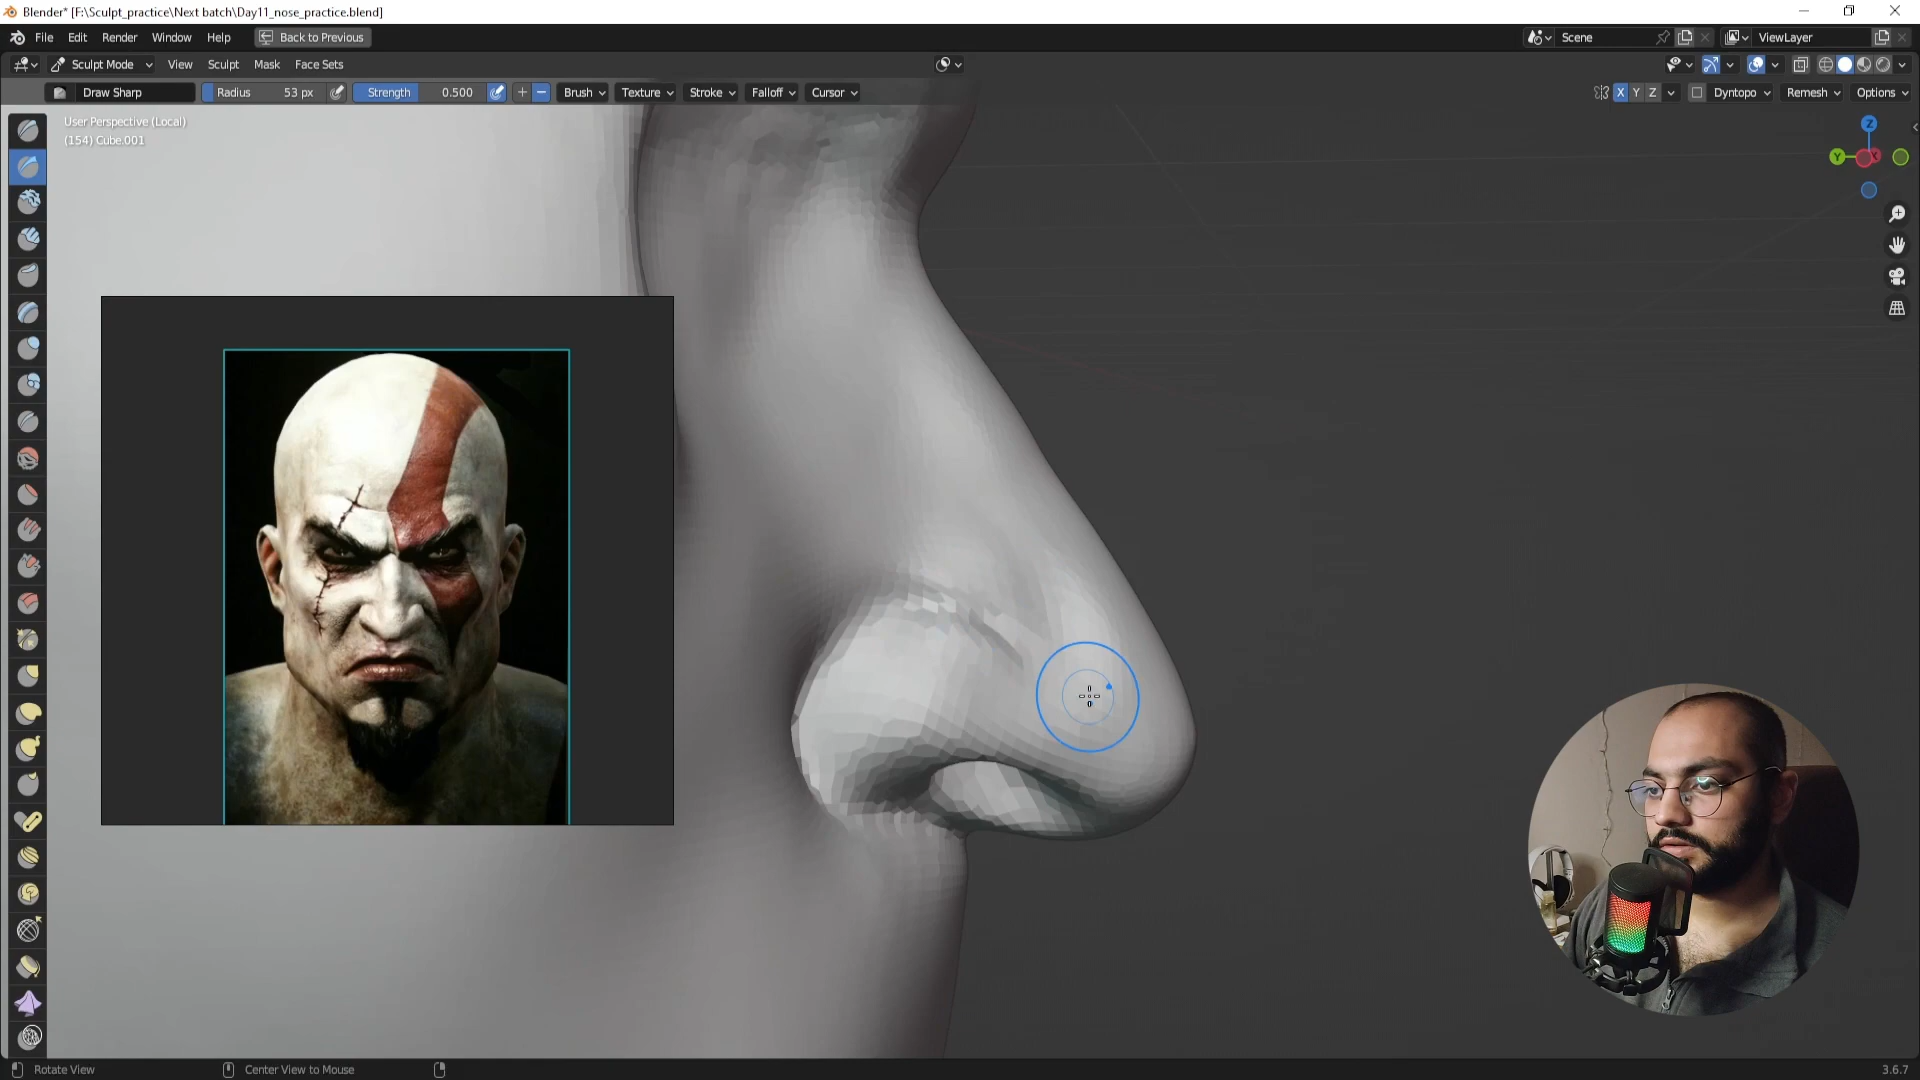 Blender* [F:\Sculpt_practice\Next batch\Day11_nose_practice.blend]
File Edit Render Window Help Back to Previous Scene ViewLayer
Sculpt Mode View Sculpt Mask Face Sets
Draw Sharp Radius 53 px Strength 0.500 Brush Texture Stroke Falloff Cursor X Y Z Dyntopo Remesh Options
User Perspective (Local)
(154) Cube.001
Z
Y X
Rotate View Center View to Mouse 3.6.7